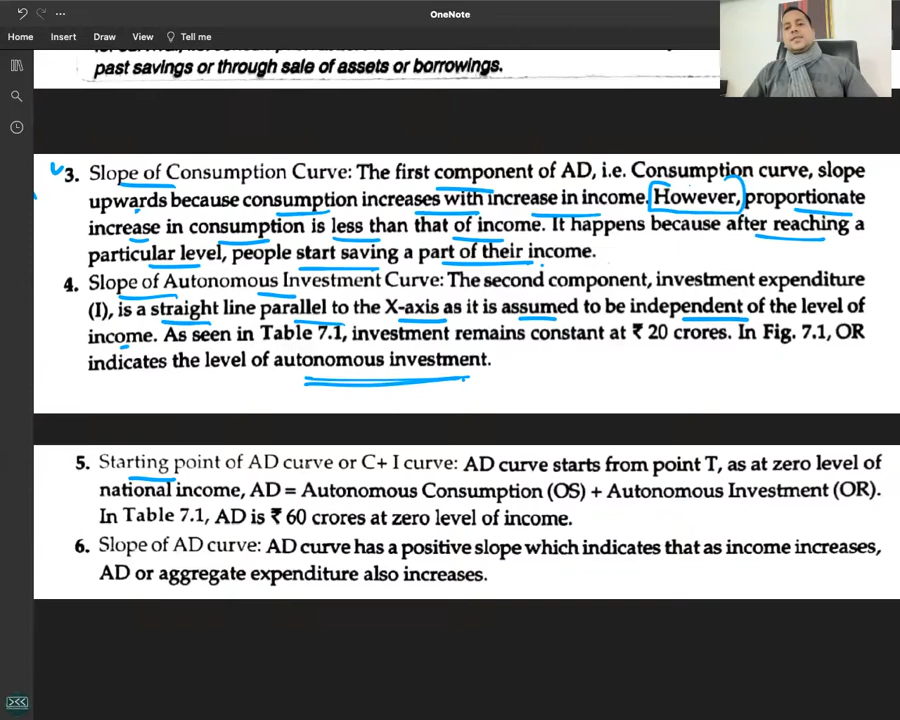 OneNote
Home Insert Draw View Tell me
past savings or through sale of assets or borrowings.
3. Slope of Consumption Curve: The first component of AD, i.e. Consumption curve, slope
upwards because consumption increases with increase in income. However, proportionate
increase in consumption is less than that of income. It happens because after reaching a
particular level, people start saving a part of their income.
4. Slope of Autonomous Investment Curve: The second component, investment expenditure
(I), is a straight line parallel to the X-axis as it is assumed to be independent of the level of
income. As seen in Table 7.1, investment remains constant at ₹ 20 crores. In Fig. 7.1, OR
indicates the level of autonomous investment.
5. Starting point of AD curve or C+ I curve: AD curve starts from point T, as at zero level of
national income, AD = Autonomous Consumption (OS) + Autonomous Investment (OR).
In Table 7.1, AD is ₹ 60 crores at zero level of income.
6. Slope of AD curve: AD curve has a positive slope which indicates that as income increases,
AD or aggregate expenditure also increases.